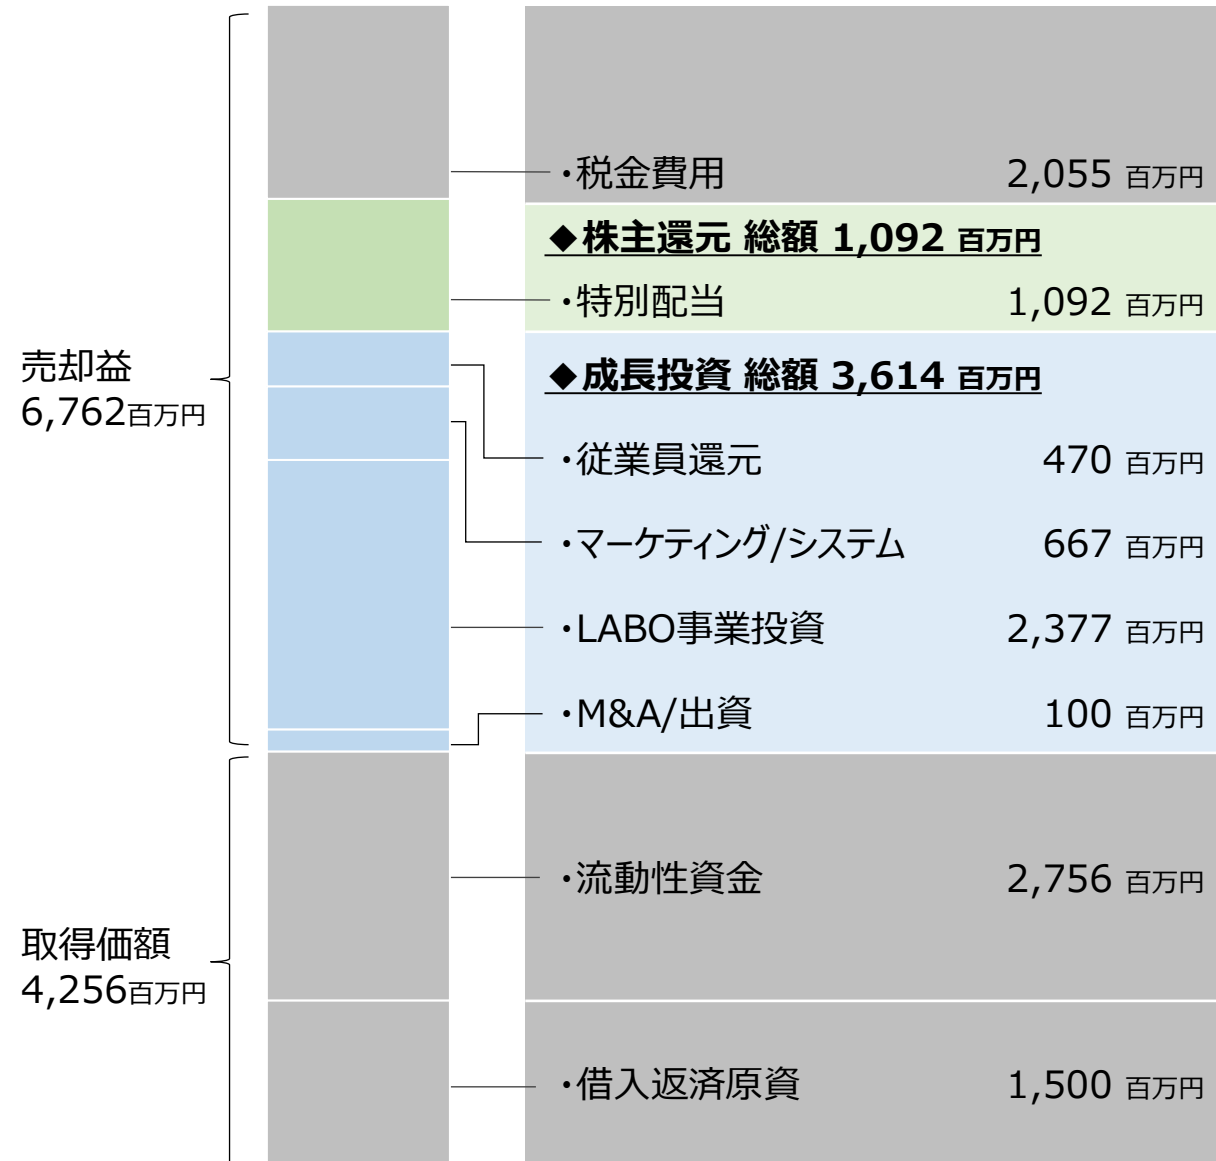 ・税金費用 2,055 百万円
◆株主還元 総額 1,092 百万円
・特別配当 1,092 百万円
売却益
6,762百万円
◆成長投資 総額 3,614 百万円
・従業員還元 470 百万円
・マーケティング/システム 667 百万円
・LABO事業投資 2,377 百万円
・M&A/出資 100 百万円
取得価額
4,256百万円
・流動性資金 2,756 百万円
・借入返済原資 1,500 百万円